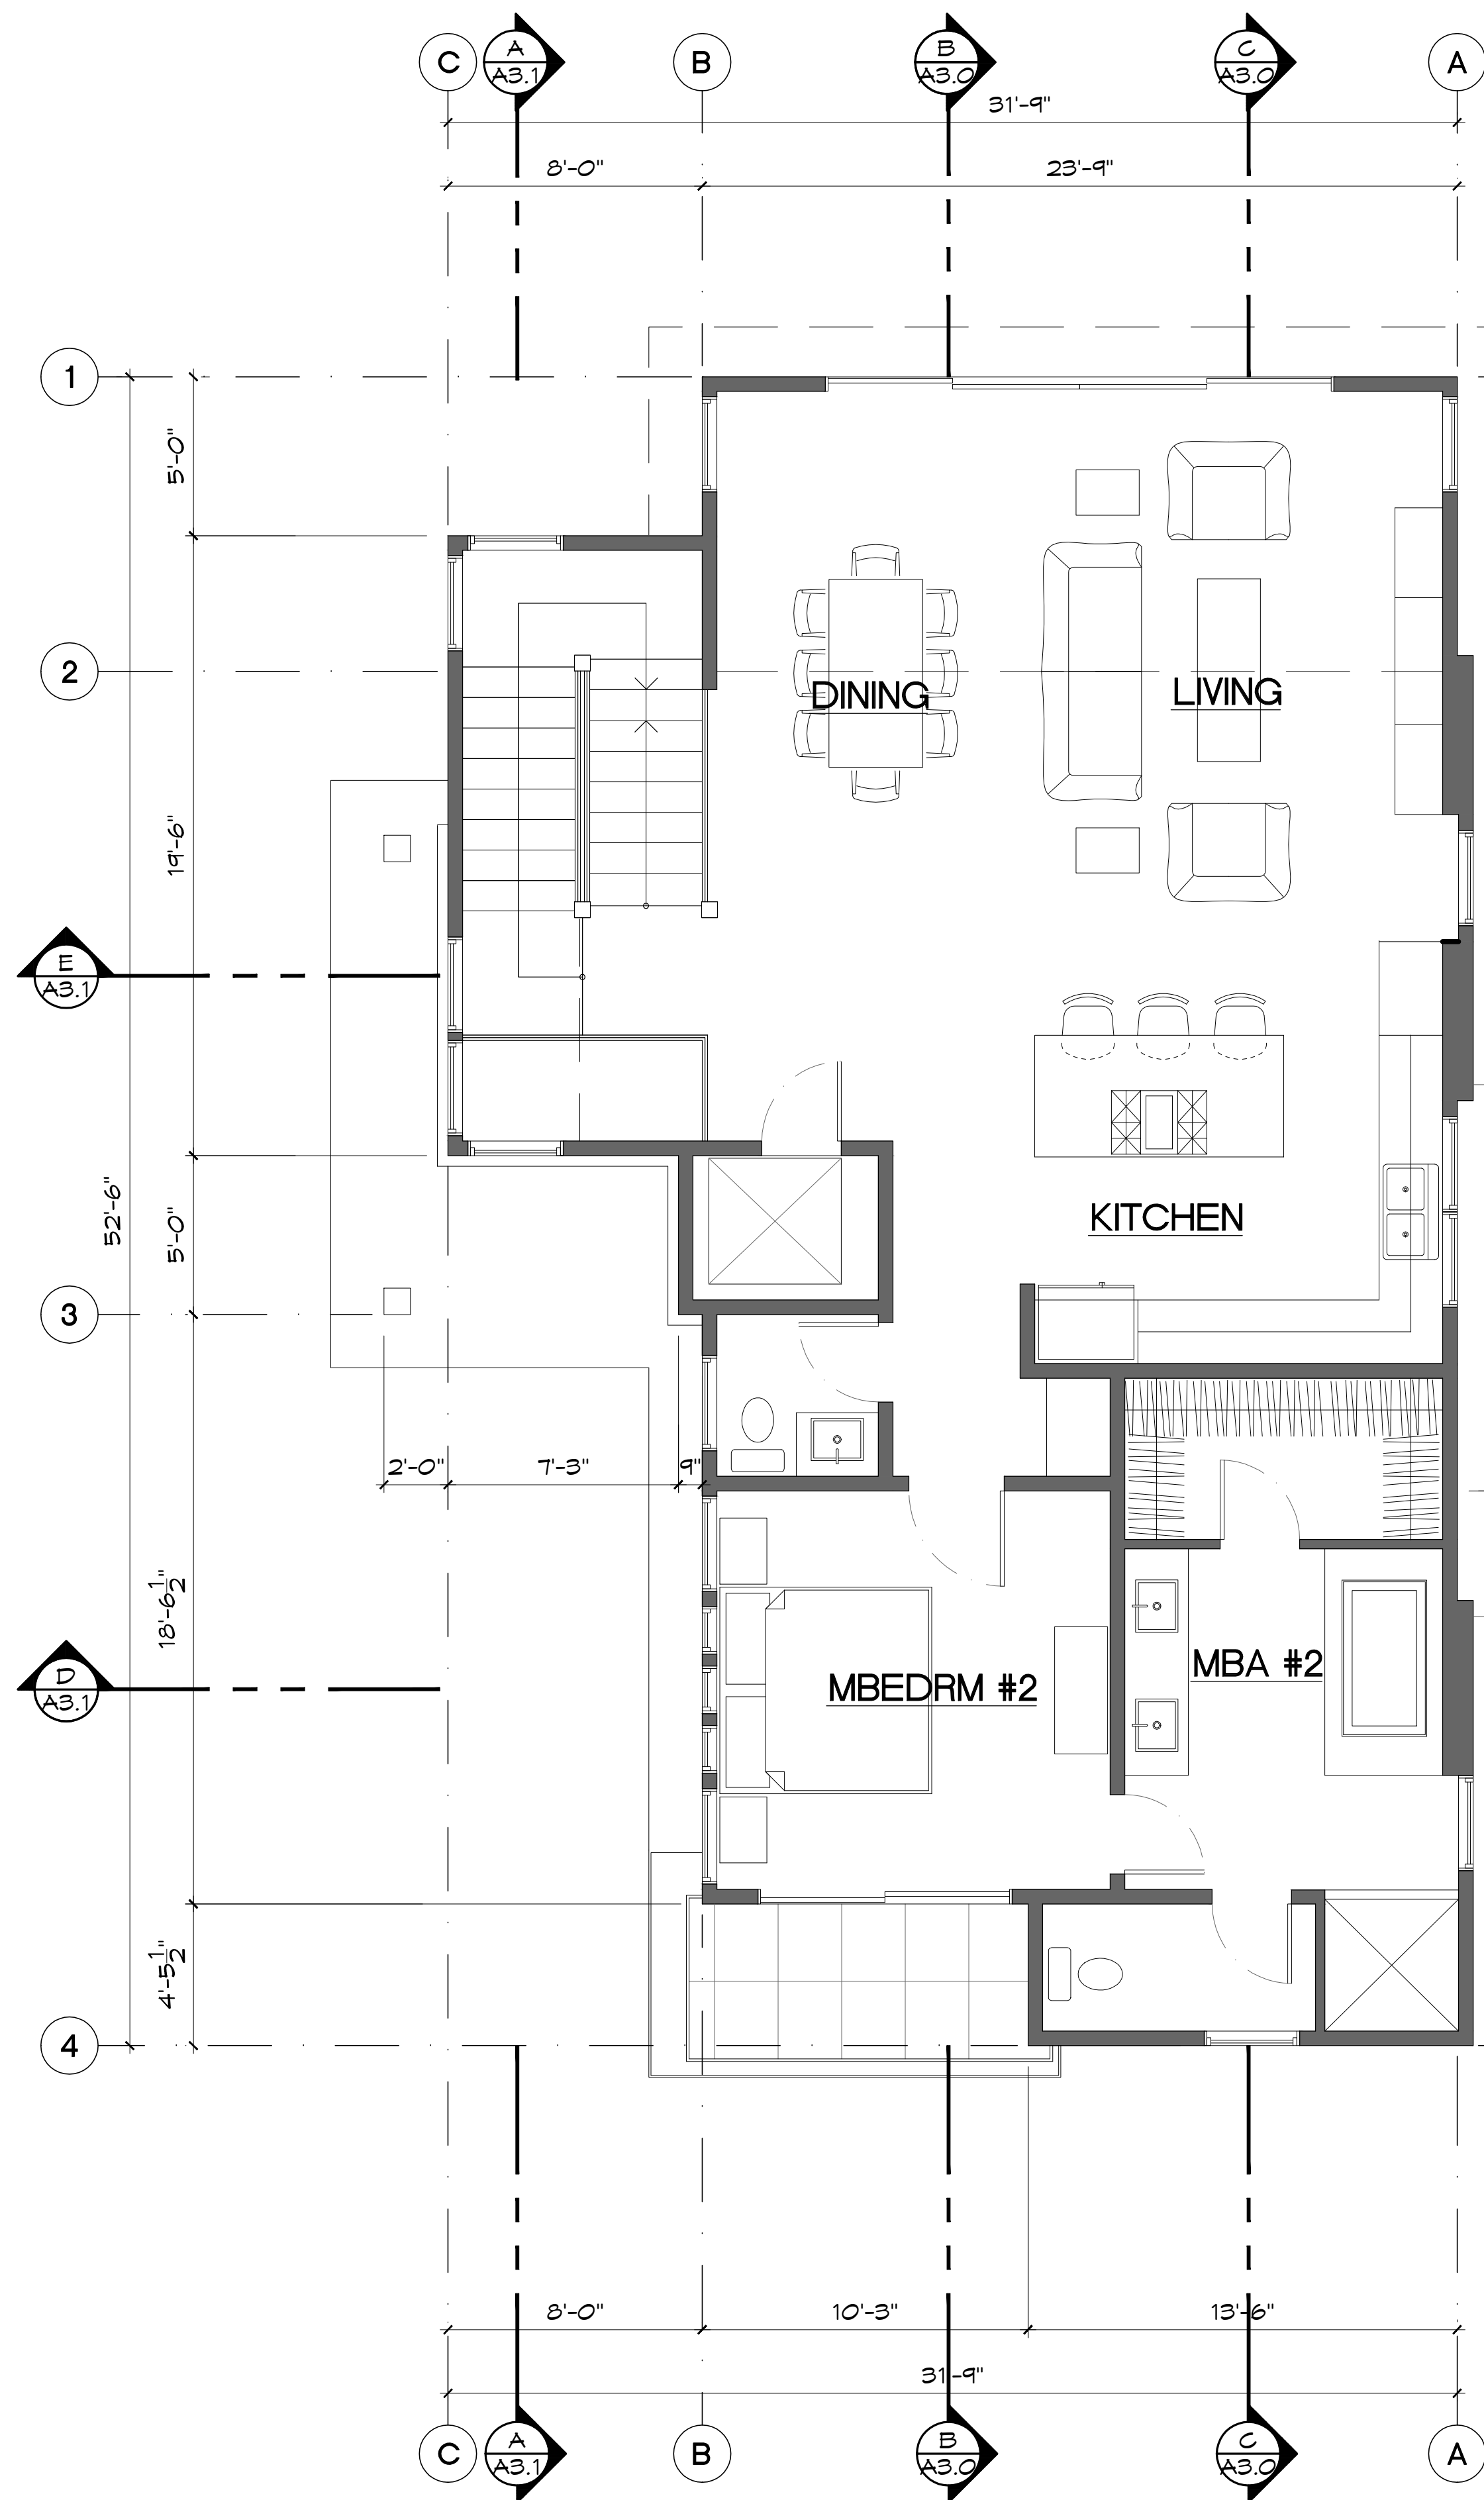 C A B B C A
A3.1 A3.0 A3.0
31'-9"
8'-0" 23'-9"
1
5'-0"
2
DINING LIVING
19'-6"
E
A3.1
52'-6"
5'-0"
KITCHEN
3
2'-0" 7'-3" 9"
18'-6 1/2"
D
A3.1
MBEDRM #2 MBA #2
4'-5 1/2"
4
8'-0" 10'-3" 13'-6"
31'-9"
C A B B C A
A3.1 A3.0 A3.0